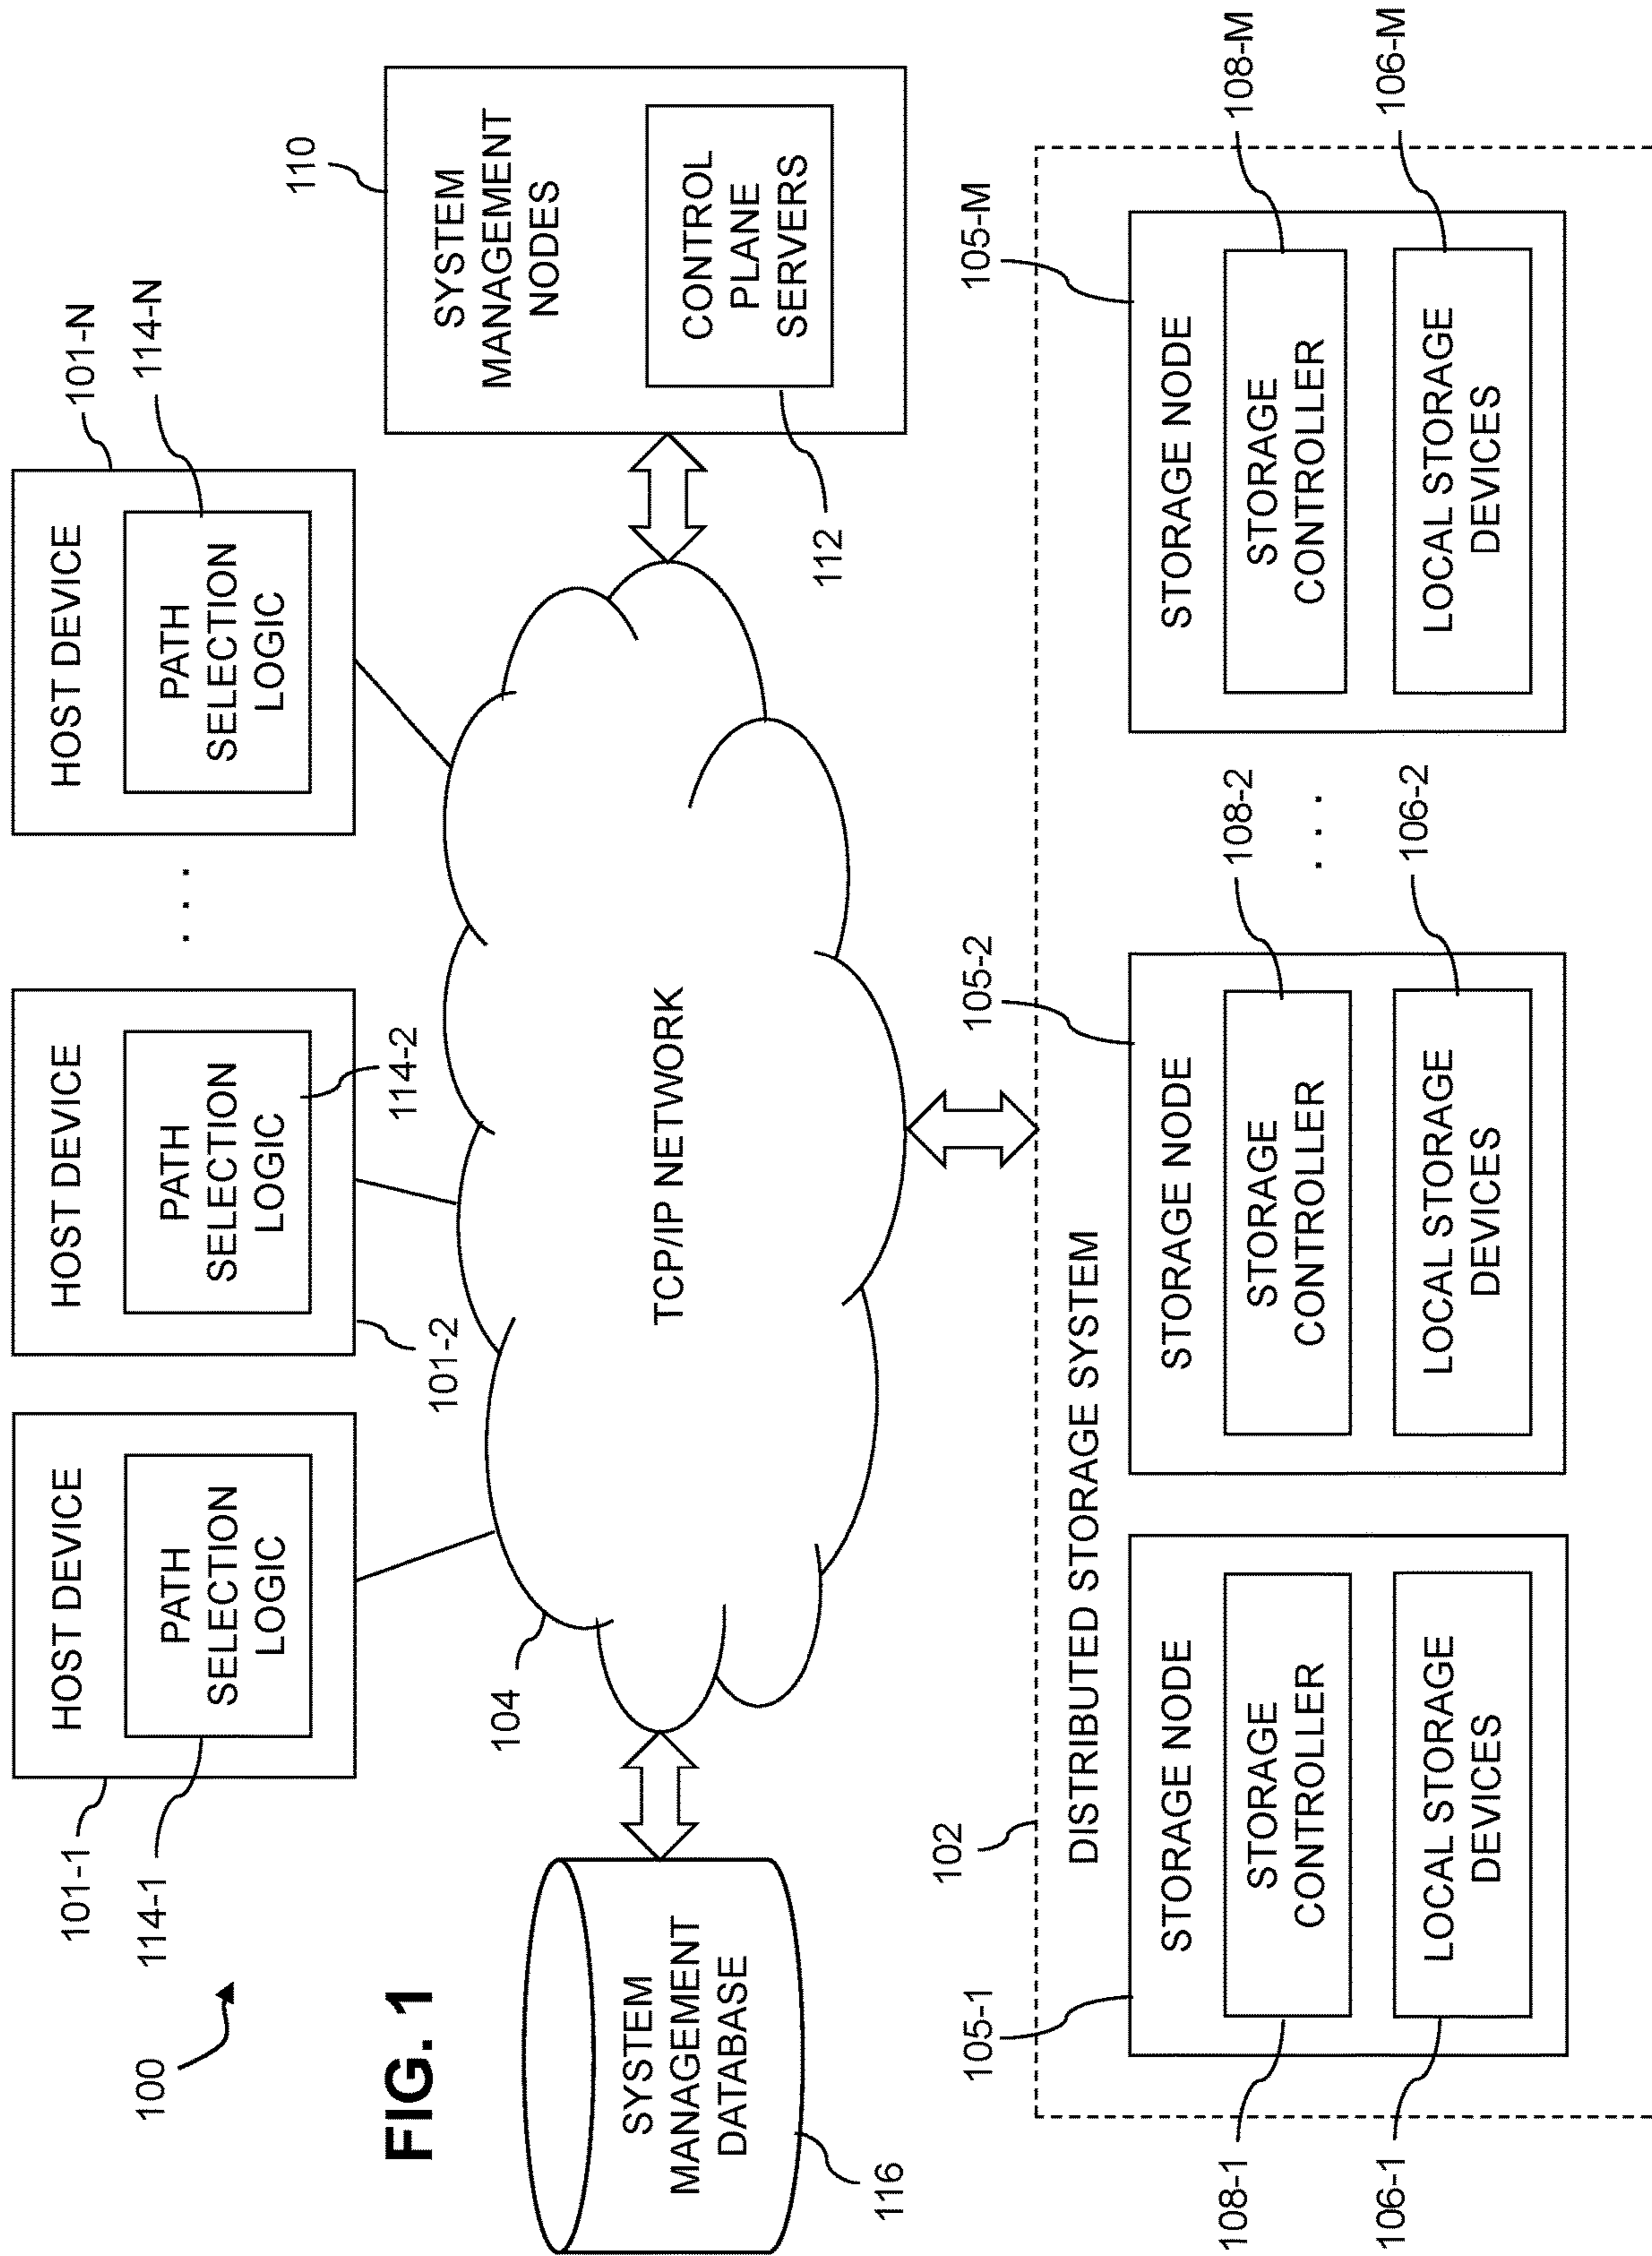 100
FIG. 1
101-1
114-1
HOST DEVICE
PATH
SELECTION
LOGIC
101-2
HOST DEVICE
PATH
SELECTION
LOGIC
114-2
. . .
101-N
114-N
HOST DEVICE
PATH
SELECTION
LOGIC
SYSTEM
MANAGEMENT
DATABASE
116
104
TCP/IP NETWORK
110
SYSTEM
MANAGEMENT
NODES
CONTROL
PLANE
SERVERS
112
102
DISTRIBUTED STORAGE SYSTEM
105-1
STORAGE NODE
108-1
STORAGE
CONTROLLER
106-1
LOCAL STORAGE
DEVICES
105-2
STORAGE NODE
108-2
STORAGE
CONTROLLER
106-2
LOCAL STORAGE
DEVICES
. . .
105-M
STORAGE NODE
108-M
STORAGE
CONTROLLER
106-M
LOCAL STORAGE
DEVICES